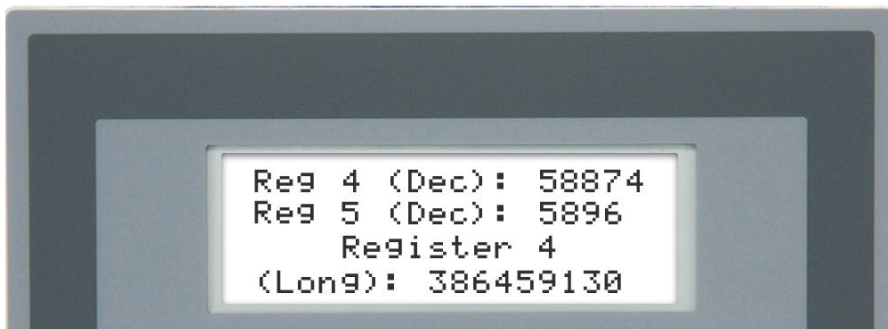 Reg 4 (Dec): 58874
Reg 5 (Dec): 5896
Register 4
(Long): 386459130